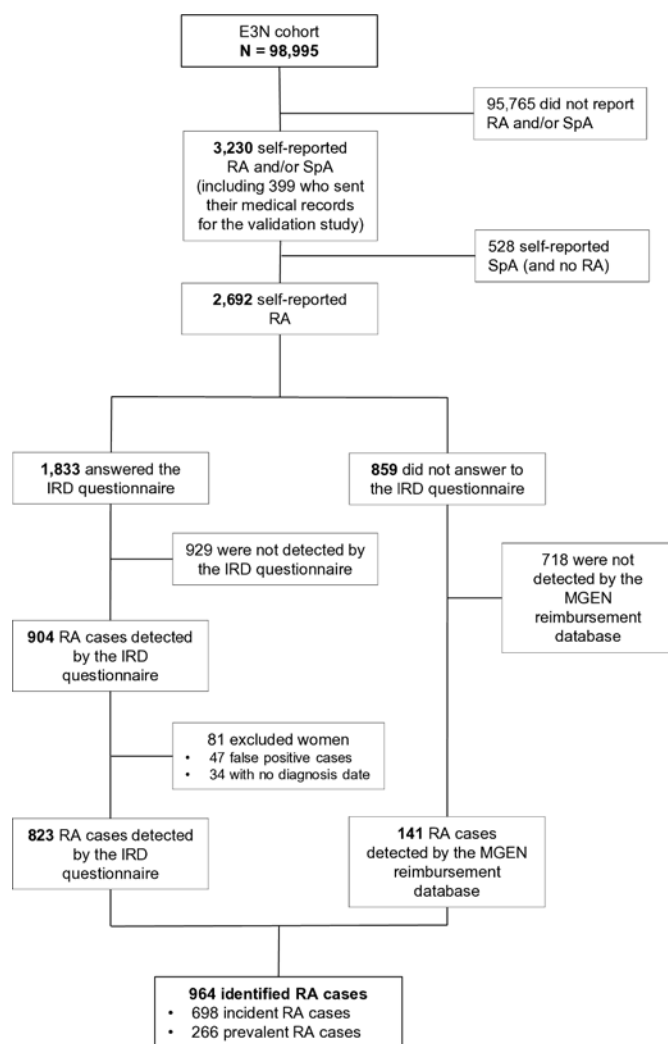 E3N cohort
N = 98,995
95,765 did not report
RA and/or SpA
3,230 self-reported
RA and/or SpA
(including 399 who sent
their medical records
for the validation study)
528 self-reported
SpA (and no RA)
2,692 self-reported
RA
1,833 answered the
IRD questionnaire
859 did not answer to
the IRD questionnaire
929 were not detected by
the IRD questionnaire
718 were not
detected by the
MGEN
reimbursement
database
904 RA cases detected
by the IRD
questionnaire
81 excluded women
• 47 false positive cases
• 34 with no diagnosis date
823 RA cases detected
by the IRD
questionnaire
141 RA cases
detected by the MGEN
reimbursement
database
964 identified RA cases
• 698 incident RA cases
• 266 prevalent RA cases